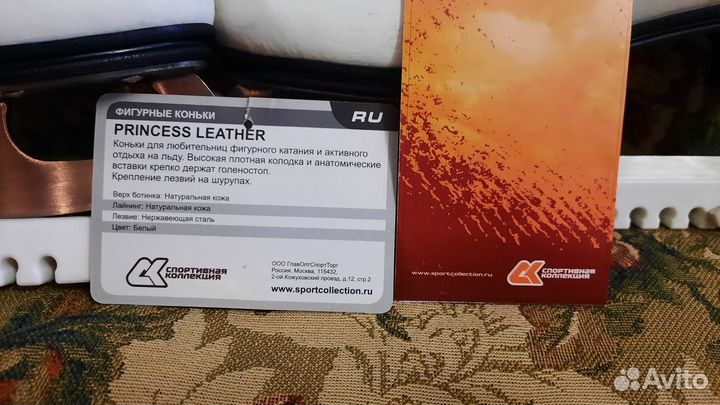 ФИГУРНЫЕ КОНЬКИ
RU
PRINCESS LEATHER
Коньки для любительниц фигурного катания и активного
отдыха на льду. Высокая плотная колодка и анатомические
вставки крепко держат голеностоп.
Крепление лезвий на шурупах.
Верх ботинка: Натуральная кожа
Лайнинг: Натуральная кожа
Лезвие: Нержавеющая сталь
Цвет: Белый
СПОРТИВНАЯ
КОЛЛЕКЦИЯ
ООО ГлавОптСпортТорг
Россия, Москва, 115432,
2-ой Кожуховский проезд, д.12, стр 2
www.sportcollection.ru
www.sportcollection.ru
СПОРТИВНАЯ
КОЛЛЕКЦИЯ
Avito